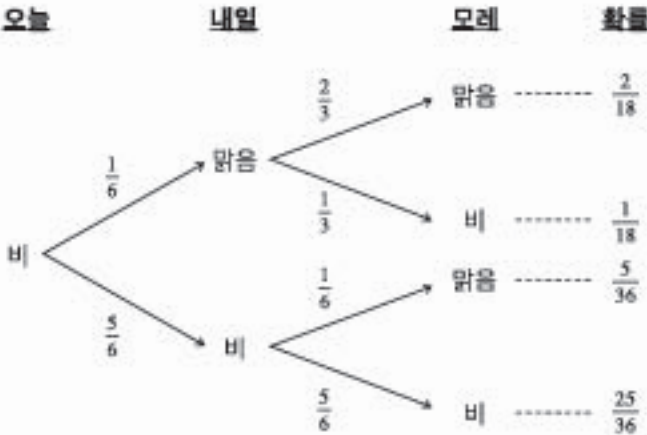 오늘 내일 모레 확률
2/3 맑음 2/18
1/6 맑음
1/3 비 1/18
비
1/6 맑음 5/36
5/6 비
5/6 비 25/36